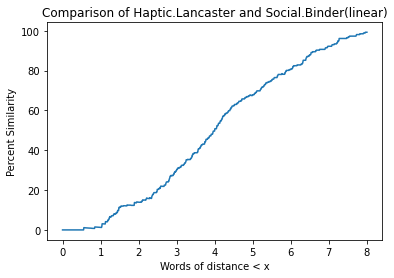 Comparison of Haptic.Lancaster and Social.Binder(linear)
100
80
60
40
20
0
Percent Similarity
0 1 2 3 4 5 6 7 8
Words of distance < x